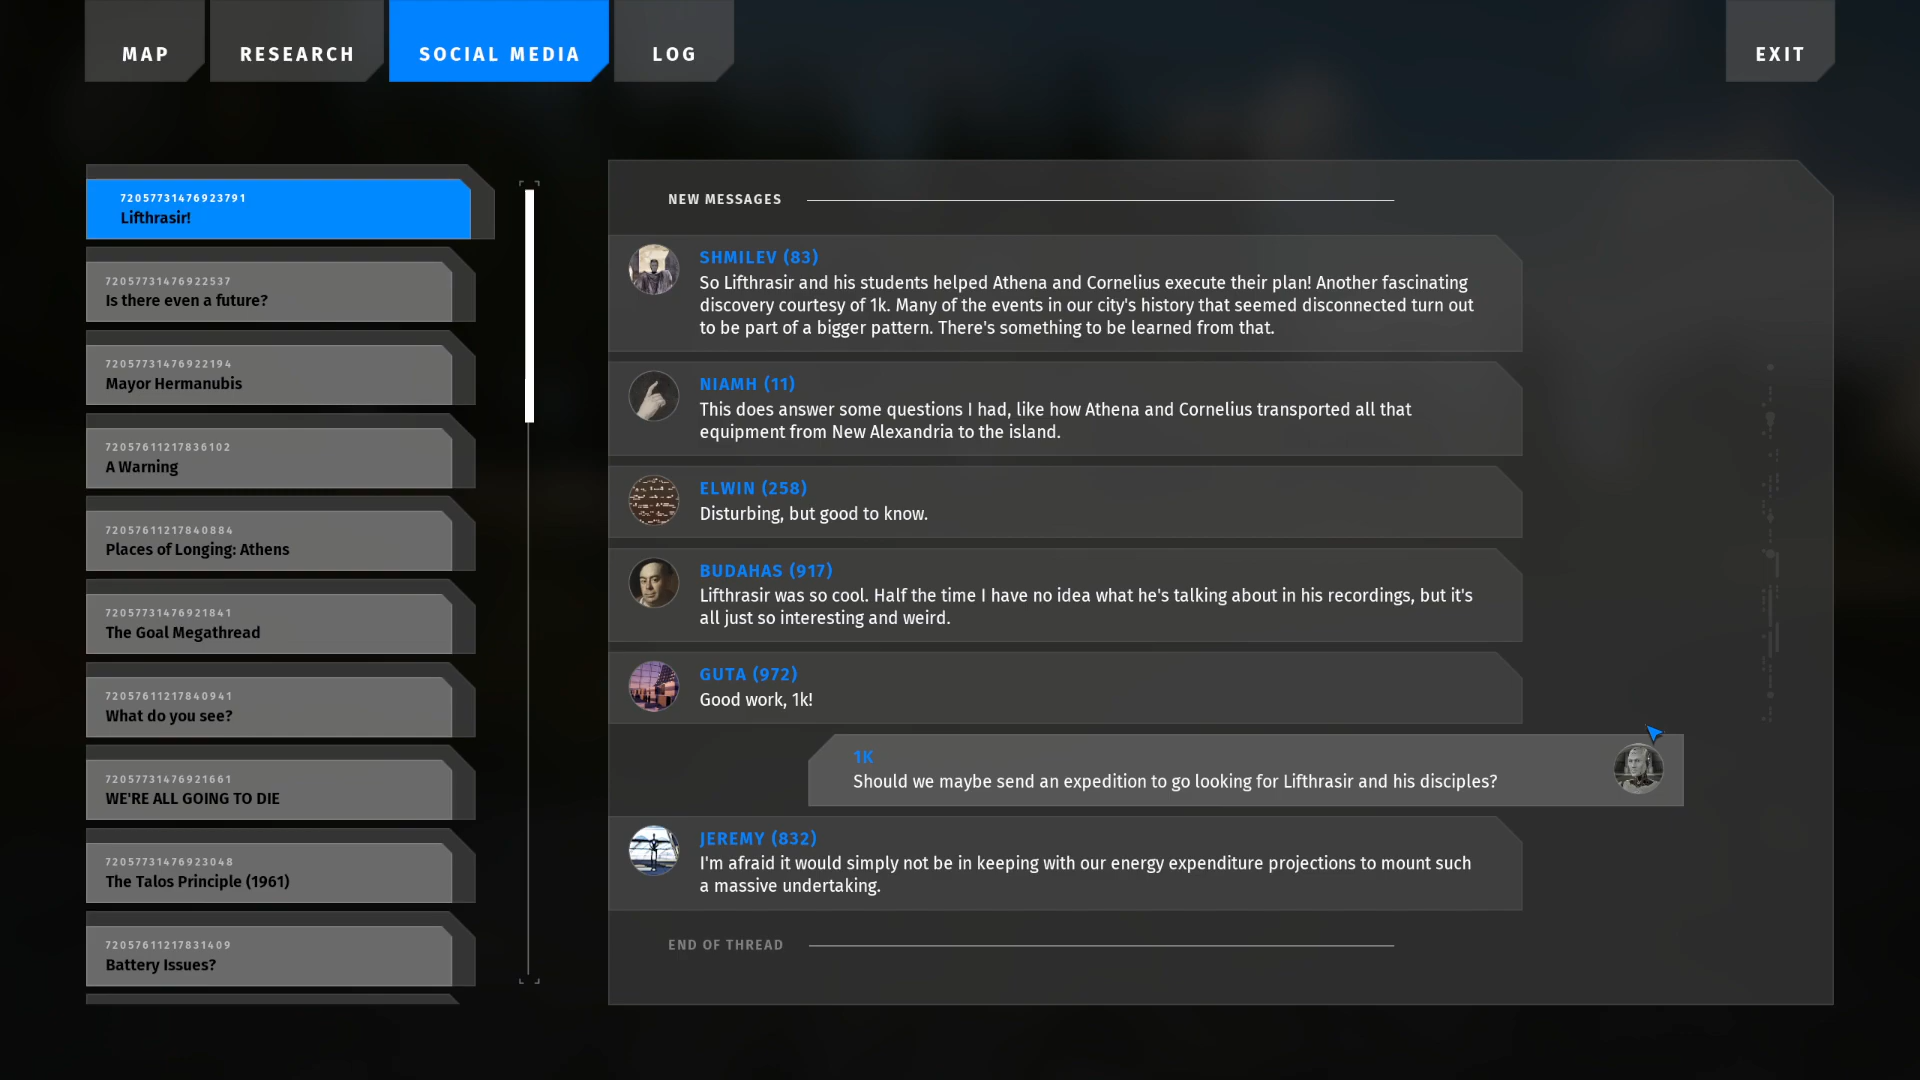 MAP
RESEARCH
SOCIAL MEDIA
LOG
EXIT
72057731476923791
Lifthrasir!
72057731476922537
Is there even a future?
72057731476922194
Mayor Hermanubis
72057611217836102
A Warning
72057611217840884
Places of Longing: Athens
72057731476921841
The Goal Megathread
72057611217840941
What do you see?
72057731476921661
WE'RE ALL GOING TO DIE
72057731476923048
The Talos Principle (1961)
72057611217831409
Battery Issues?
NEW MESSAGES
SHMILEV (83)
So Lifthrasir and his students helped Athena and Cornelius execute their plan! Another fascinating
discovery courtesy of 1k. Many of the events in our city's history that seemed disconnected turn out
to be part of a bigger pattern. There's something to be learned from that.
NIAMH (11)
This does answer some questions I had, like how Athena and Cornelius transported all that
equipment from New Alexandria to the island.
ELWIN (258)
Disturbing, but good to know.
BUDAHAS (917)
Lifthrasir was so cool. Half the time I have no idea what he's talking about in his recordings, but it's
all just so interesting and weird.
GUTA (972)
Good work, 1k!
1K
Should we maybe send an expedition to go looking for Lifthrasir and his disciples?
JEREMY (832)
I'm afraid it would simply not be in keeping with our energy expenditure projections to mount such
a massive undertaking.
END OF THREAD